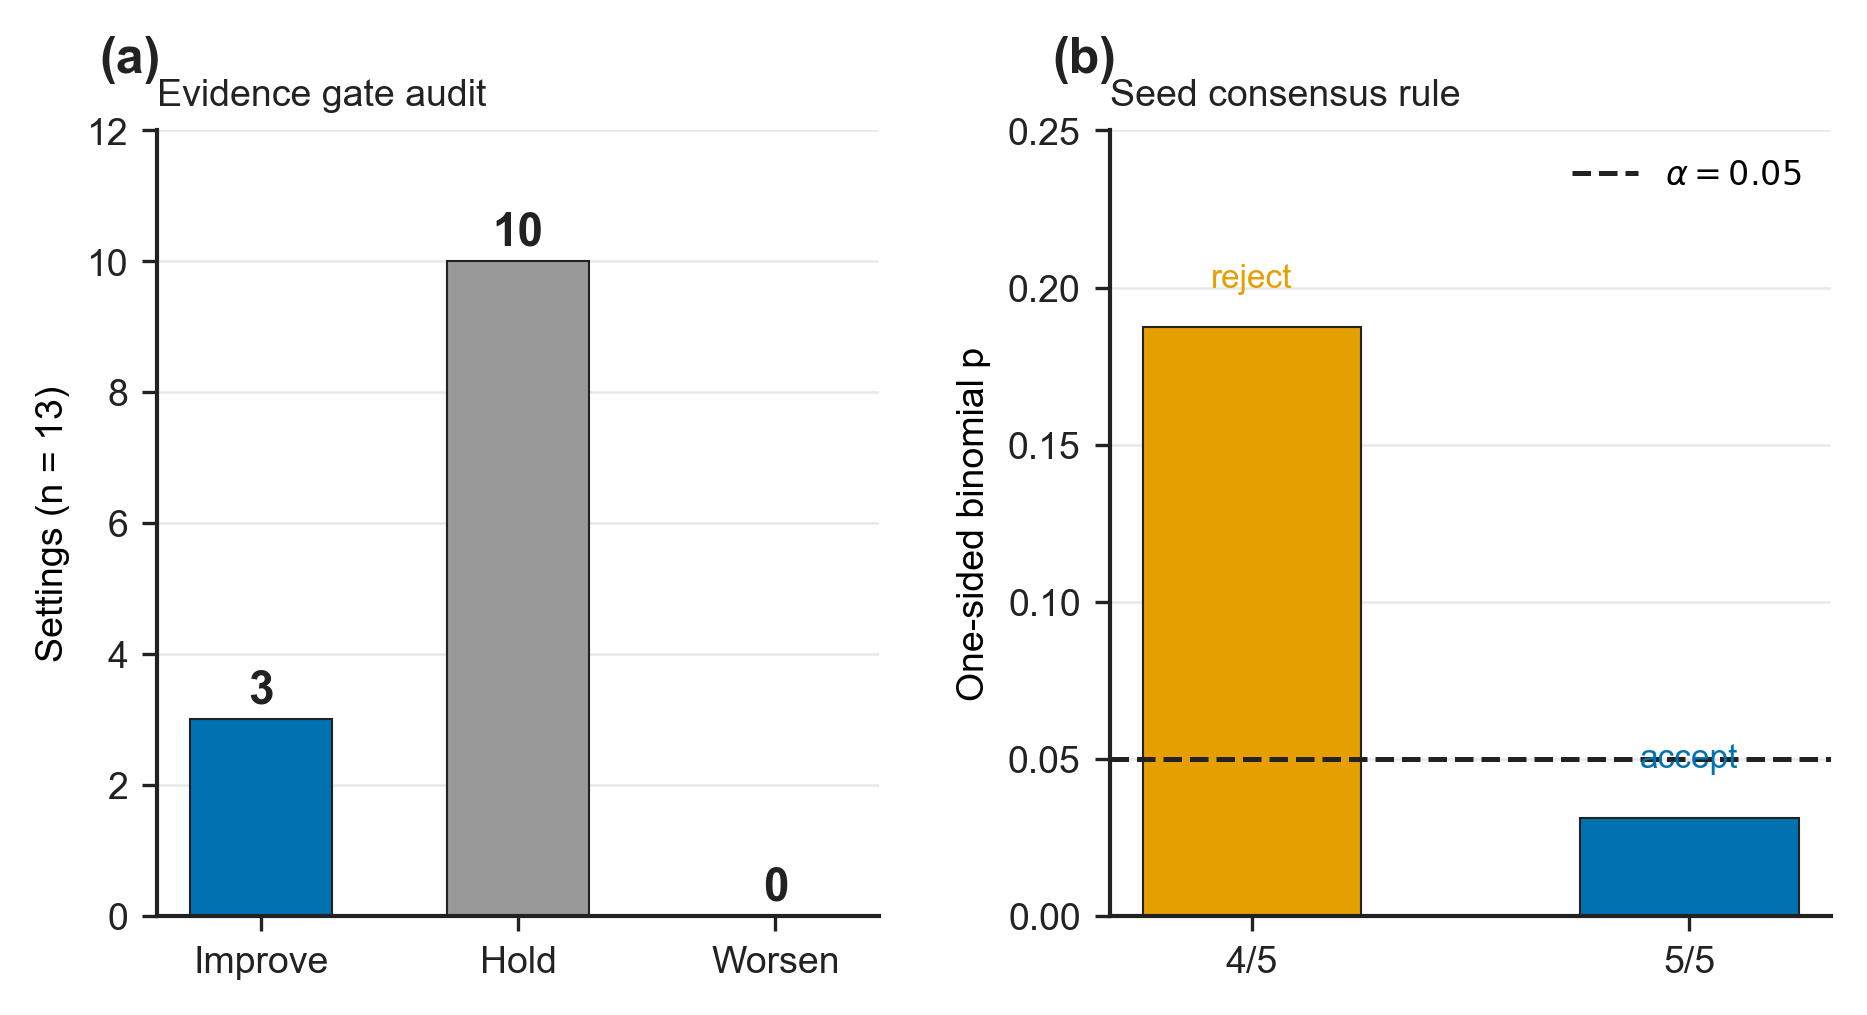 (a)
Evidence gate audit
Settings (n = 13)
12
10
8
6
4
2
0
3
10
0
Improve
Hold
Worsen
(b)
Seed consensus rule
One-sided binomial p
0.25
0.20
0.15
0.10
0.05
0.00
α = 0.05
reject
accept
4/5
5/5